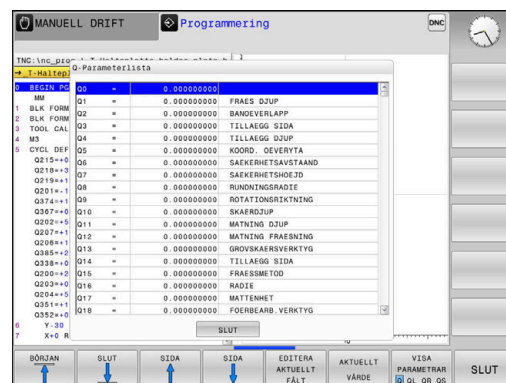 MANUELL DRIFT
Programmering
DNC
TNC:\nc_pro
Q-Parameterlista
→_T-Haltepl
0 BEGIN PG
MM
1 BLK FORM
2 BLK FORM
3 TOOL CAL
4 M3
5 CYCL DEF
Q215=+0
Q218=+3
Q219=+1
Q201=-1
Q374=+1
Q367=+0
Q202=+5
Q207=+1
Q206=+1
Q385=+2
Q338=+0
Q200=+2
Q203=+0
Q204=+5
Q351=+1
Q352=+0
6 Y-30
7 X+0 R
Q0 = 0.000000000
Q1 = 0.000000000 FRAES DJUP
Q2 = 0.000000000 BANOEVERLAPP
Q3 = 0.000000000 TILLAEGG SIDA
Q4 = 0.000000000 TILLAEGG DJUP
Q5 = 0.000000000 KOORD. OEVERYTA
Q6 = 0.000000000 SAEKERHETSAVSTAAND
Q7 = 0.000000000 SAEKERHETSHOEJD
Q8 = 0.000000000 RUNDNINGSRADIE
Q9 = 0.000000000 ROTATIONSRIKTNING
Q10 = 0.000000000 SKAERDJUP
Q11 = 0.000000000 MATNING DJUP
Q12 = 0.000000000 MATNING FRAESNING
Q13 = 0.000000000 GROVSKAERSVERKTYG
Q14 = 0.000000000 TILLAEGG SIDA
Q15 = 0.000000000 FRAESMETOD
Q16 = 0.000000000 RADIE
Q17 = 0.000000000 MATTENHET
Q18 = 0.000000000 FOERBEARB.VERKTYG
SLUT
BÖRJAN
SLUT
SIDA
SIDA
EDITERA
AKTUELLT
FÄLT
AKTUELLT
VÄRDE
VISA
PARAMETRAR
Q QL QR QS
SLUT